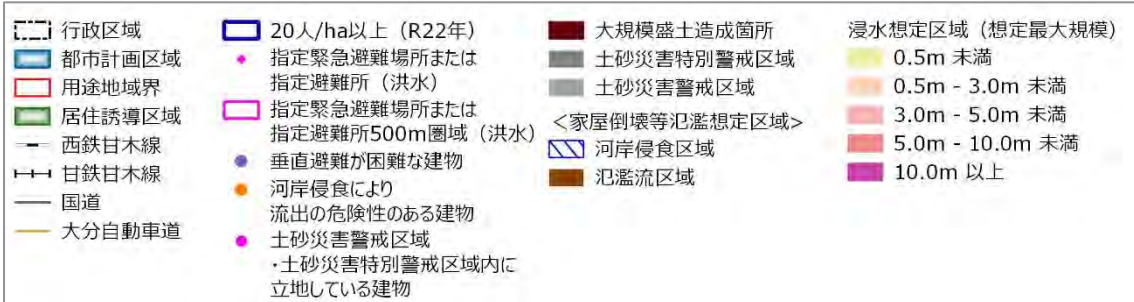 行政区域
都市計画区域
用途地域界
居住誘導区域
西鉄甘木線
甘鉄甘木線
国道
大分自動車道
20人/ha以上（R22年）
指定緊急避難場所または
指定避難所（洪水）
指定緊急避難場所または
指定避難所500m圏域（洪水）
垂直避難が困難な建物
河岸侵食により
流出の危険性のある建物
土砂災害警戒区域
・土砂災害特別警戒区域内に
立地している建物
大規模盛土造成箇所
土砂災害特別警戒区域
土砂災害警戒区域
＜家屋倒壊等氾濫想定区域＞
河岸侵食区域
氾濫流区域
浸水想定区域（想定最大規模）
0.5m 未満
0.5m - 3.0m 未満
3.0m - 5.0m 未満
5.0m - 10.0m 未満
10.0m 以上